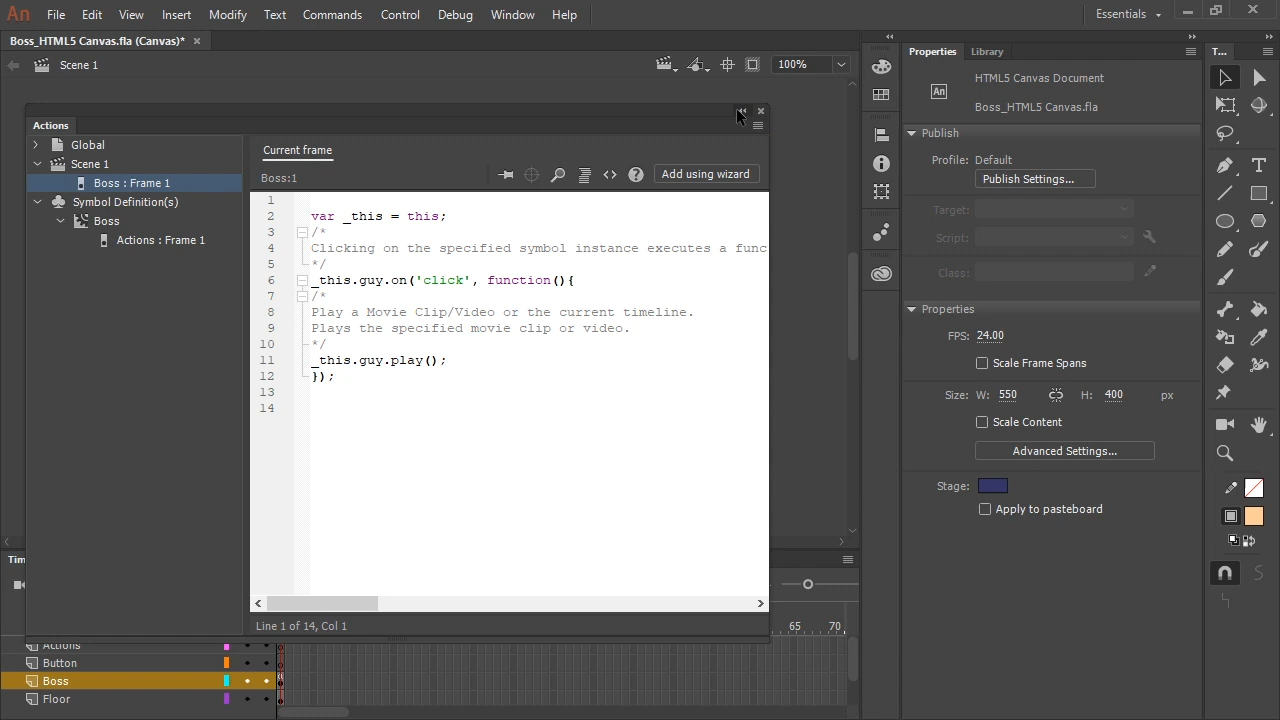 An File Edit View Insert Modify Text Commands Control Debug Window Help Essentials
Boss_HTML5 Canvas.fla (Canvas)*
Scene 1 100%
Actions
Global
Scene 1
Boss : Frame 1
Symbol Definition(s)
Boss
Actions : Frame 1
Current frame
Boss:1
Add using wizard
1
2 var _this = this;
3 /*
4 Clicking on the specified symbol instance executes a func
5 */
6 _this.guy.on('click', function(){
7 /*
8 Play a Movie Clip/Video or the current timeline.
9 Plays the specified movie clip or video.
10 */
11 _this.guy.play();
12 });
13
14
Line 1 of 14, Col 1
Tim
65 70
Actions
Button
Boss
Floor
Properties Library
HTML5 Canvas Document
An
Boss_HTML5 Canvas.fla
Publish
Profile: Default
Publish Settings...
Target:
Script:
Class:
Properties
FPS: 24.00
Scale Frame Spans
Size: W: 550 H: 400 px
Scale Content
Advanced Settings...
Stage:
Apply to pasteboard
T...